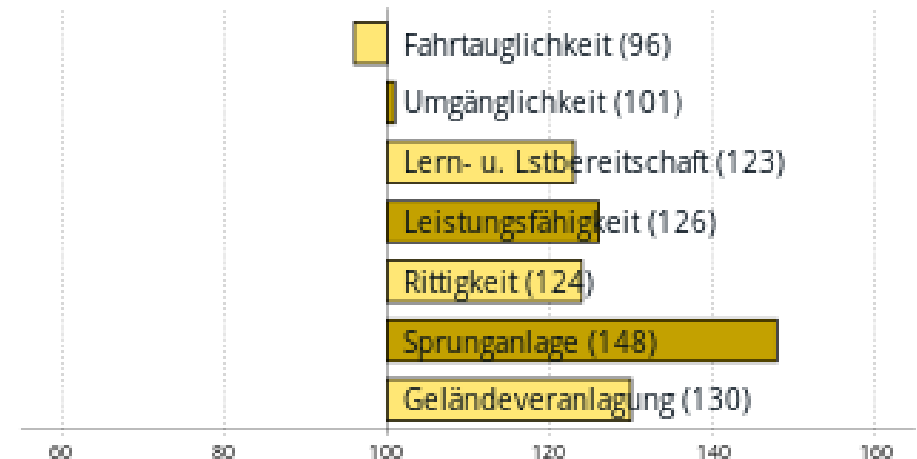 Fahrtauglichkeit (96)
Umgänglichkeit (101)
Lern- u. Lstbereitschaft (123)
Leistungsfähigkeit (126)
Rittigkeit (124)
Sprunganlage (148)
Geländeveranlagung (130)
60 80 100 120 140 160